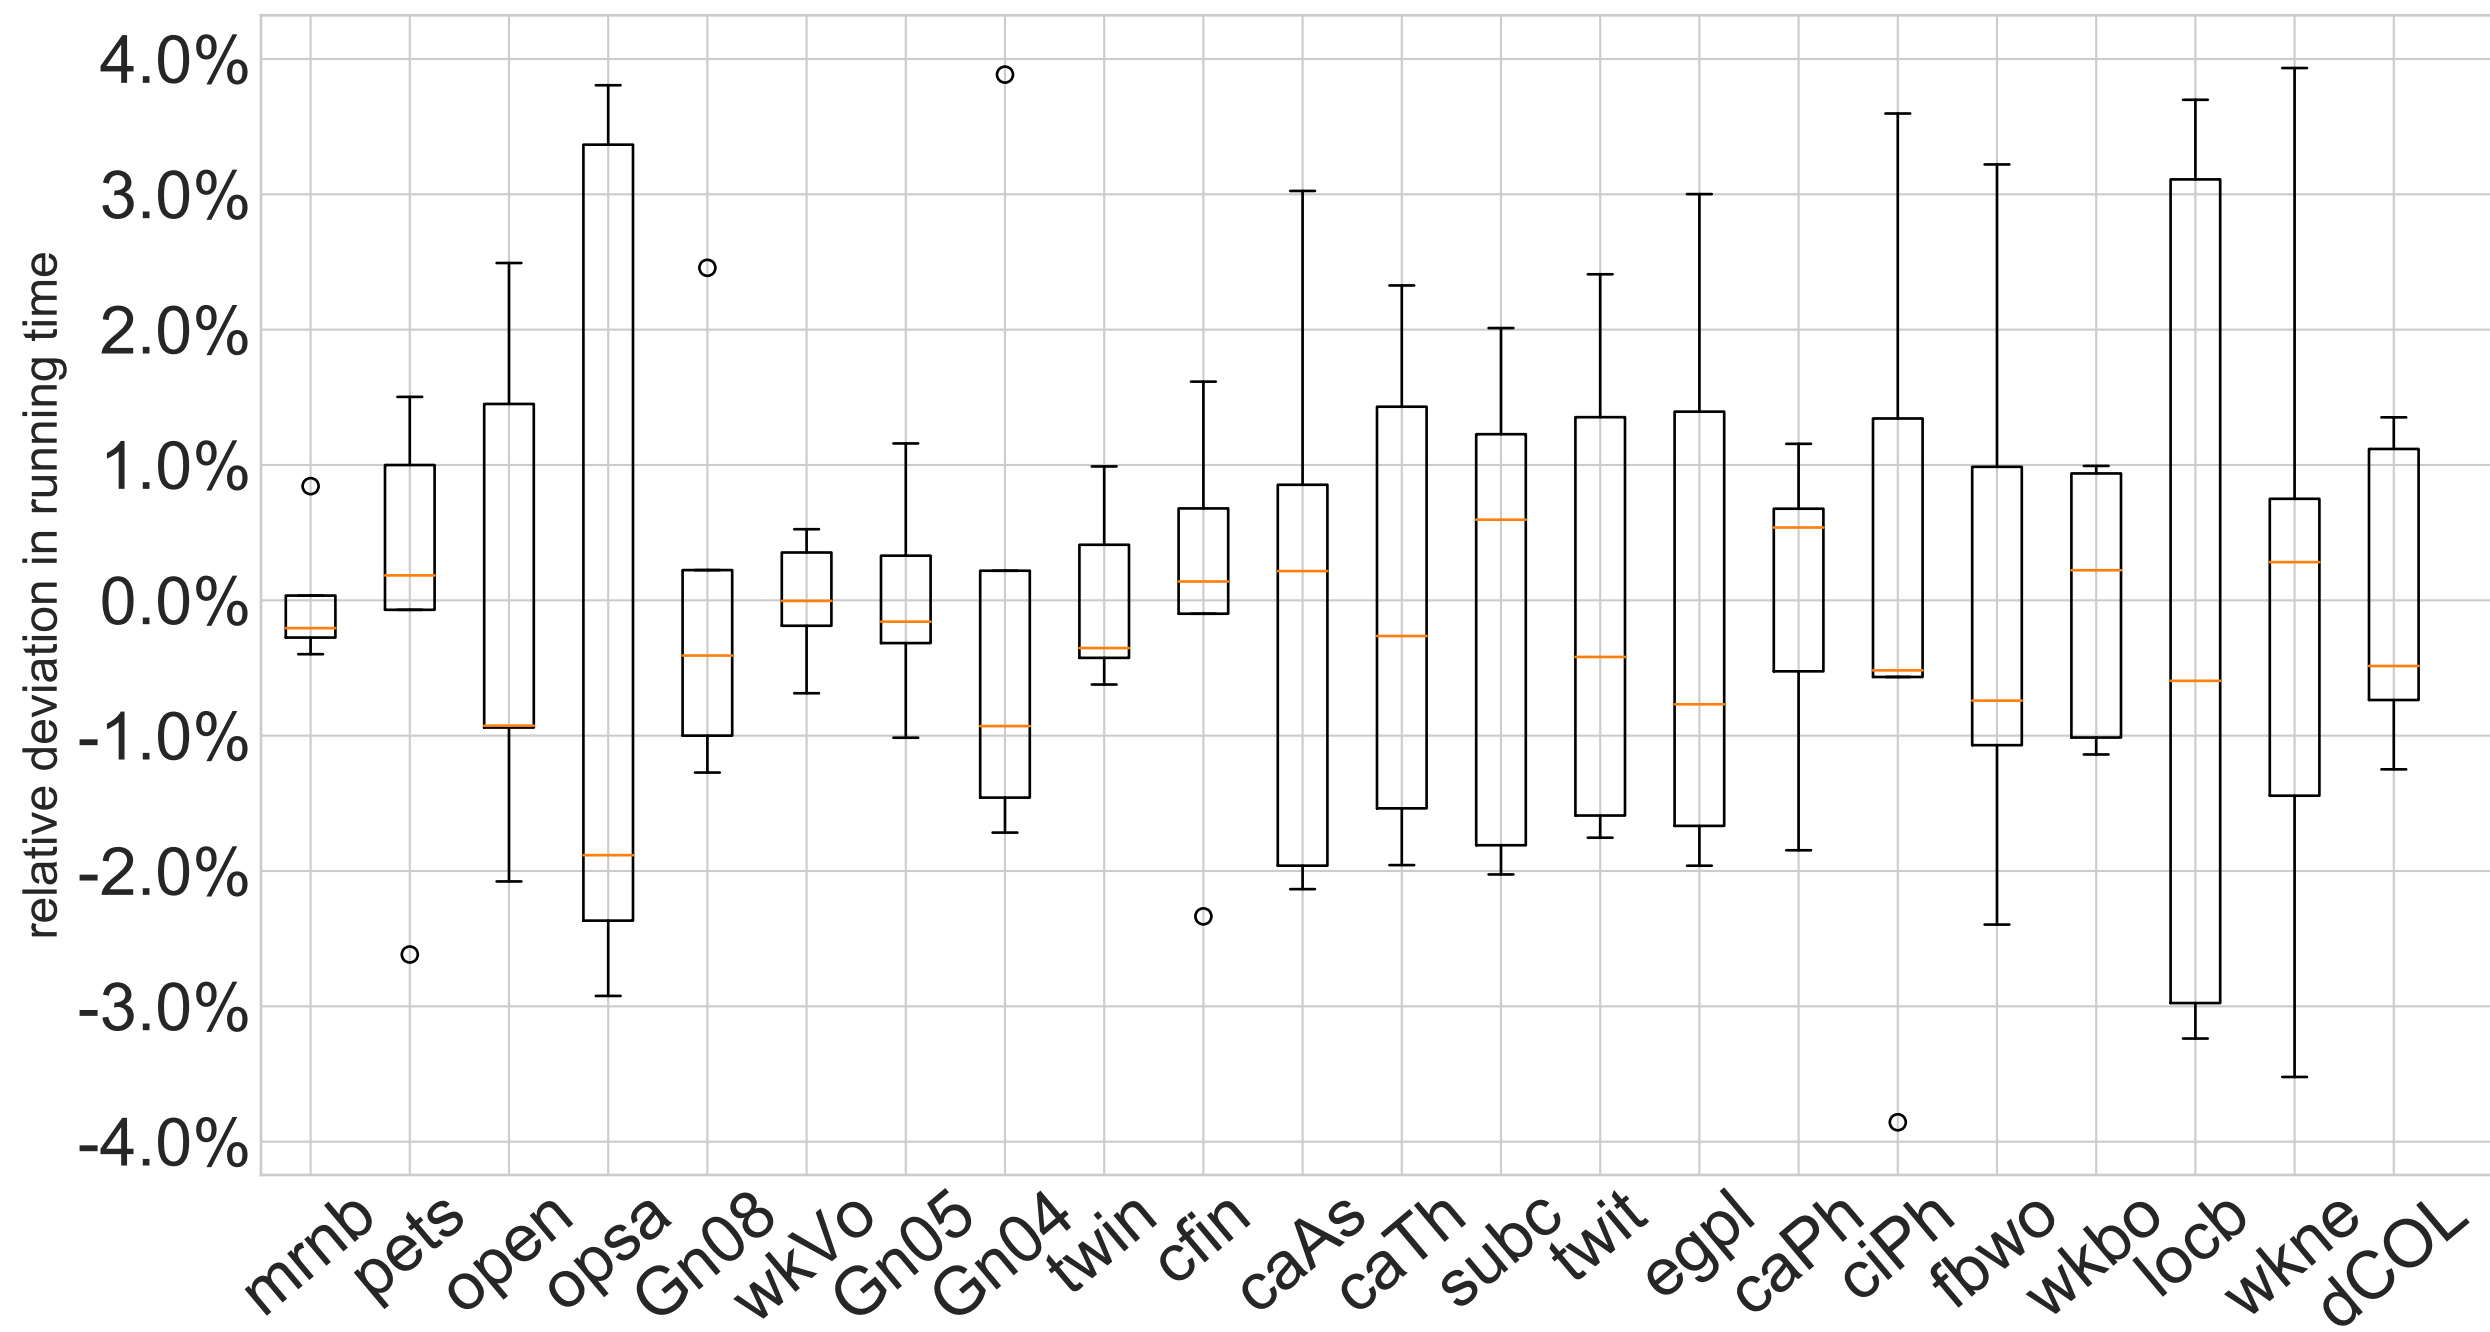 relative deviation in running time
4.0%
3.0%
2.0%
1.0%
0.0%
-1.0%
-2.0%
-3.0%
-4.0%
mrnb
pets
open
opsa
Gn08
wkVo
Gn05
Gn04
twin
cfin
caAs
caTh
subc
twit
egpl
caPh
ciPh
fbwo
wkbo
locb
wkne
dCOL